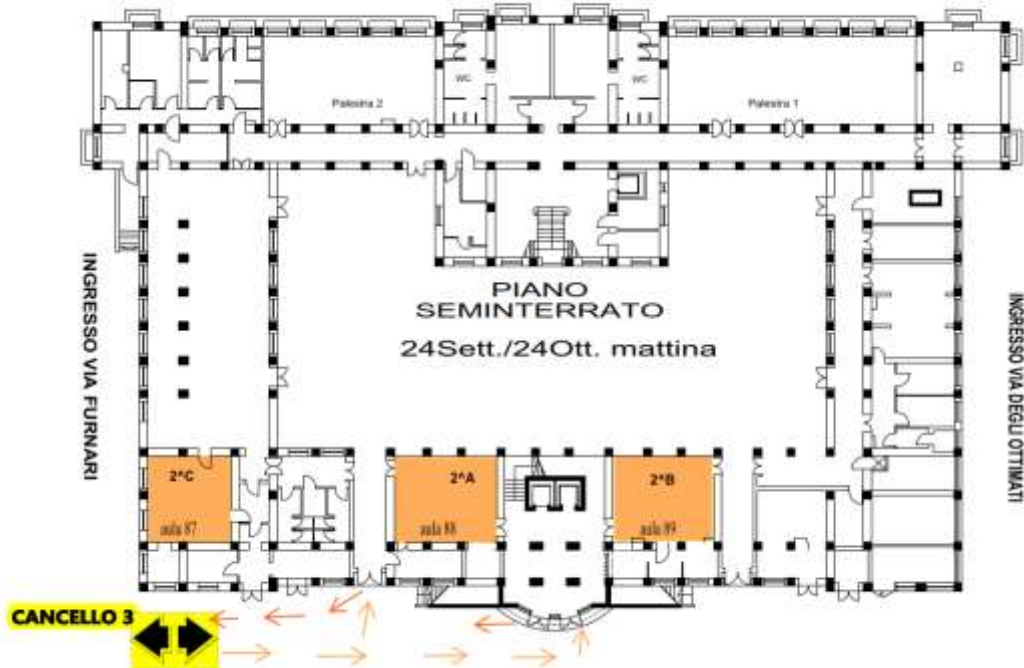 WC
WC
Palestra 2
Palestra 1
PIANO
SEMINTERRATO
24Sett./24Ott. mattina
INGRESSO VIA FURNARI
INGRESSO VIA DEGLI OTTIMATI
2^C
2^A
2^B
aula 87
aula 88
aula 89
CANCELLO 3